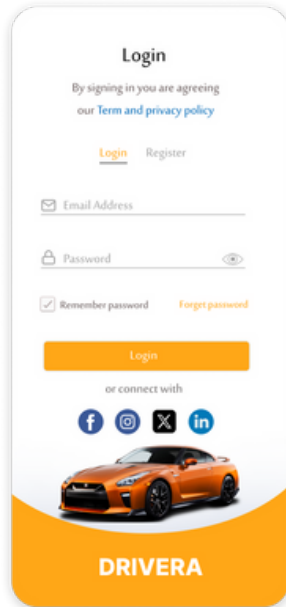 Login
By signing in you are agreeing
our Term and privacy policy
Login Register
Email Address
Password
Remember password Forget password
Login
or connect with
DRIVERA